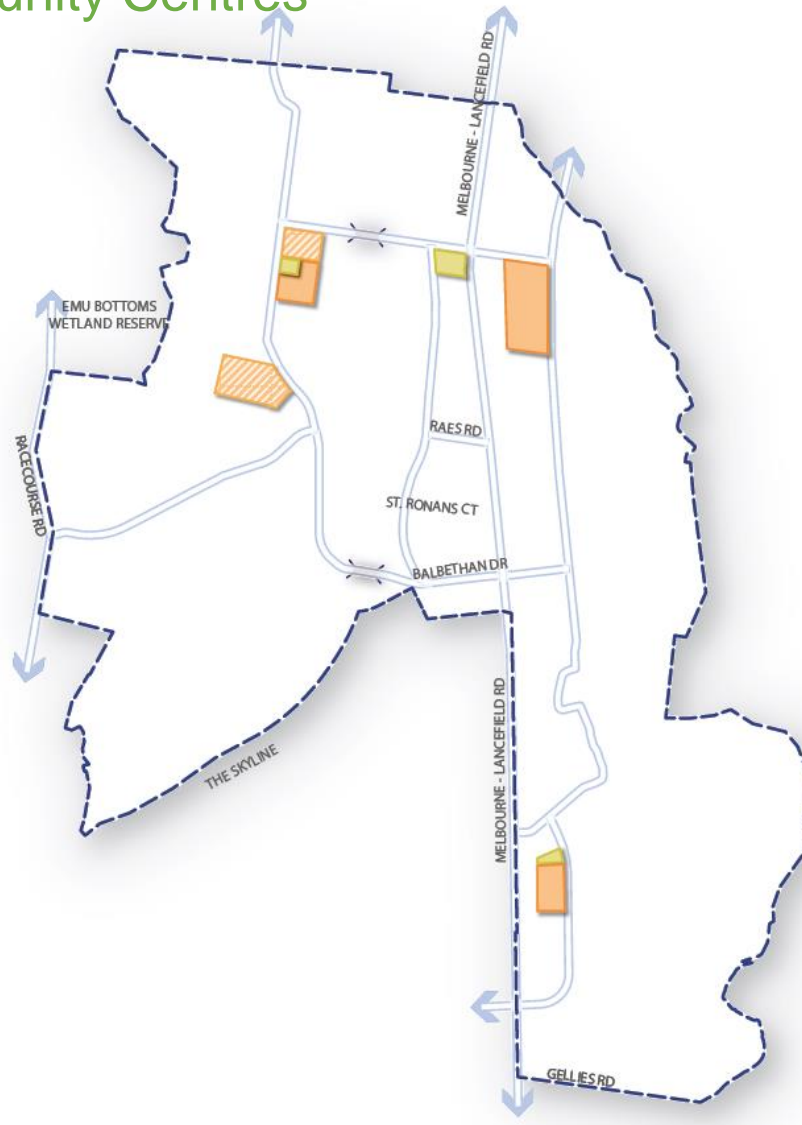 unity Centres
MELBOURNE - LANCEFIELD RD
EMU BOTTOMS
WETLAND RESERVE
RACECOURSE RD
RAES RD
ST. RONANS CT
BALBETHAN DR
THE SKYLINE
MELBOURNE - LANCEFIELD RD
GELLIES RD